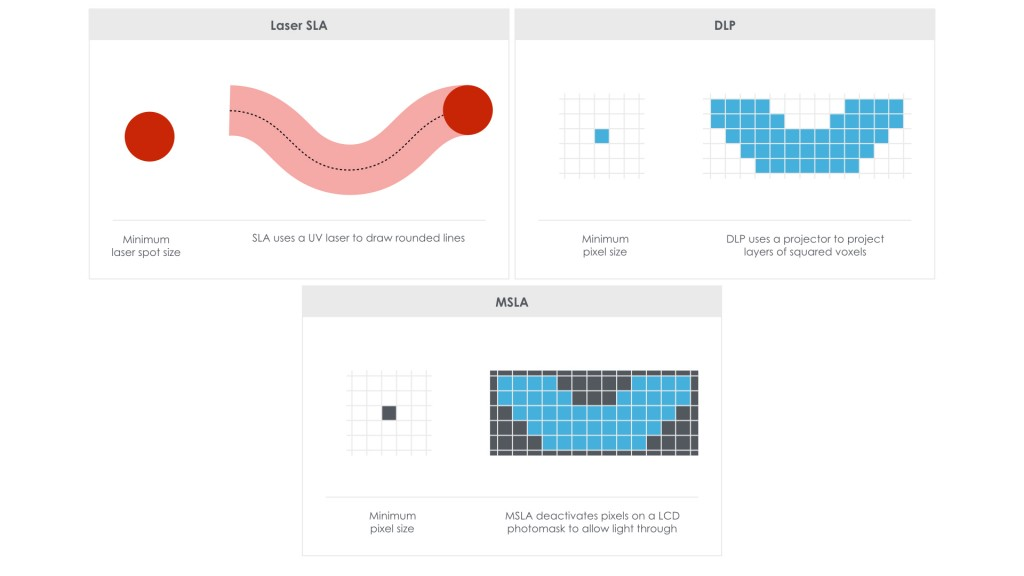 Laser SLA
Minimum
laser spot size
SLA uses a UV laser to draw rounded lines
DLP
Minimum
pixel size
DLP uses a projector to project
layers of squared voxels
MSLA
Minimum
pixel size
MSLA deactivates pixels on a LCD
photomask to allow light through